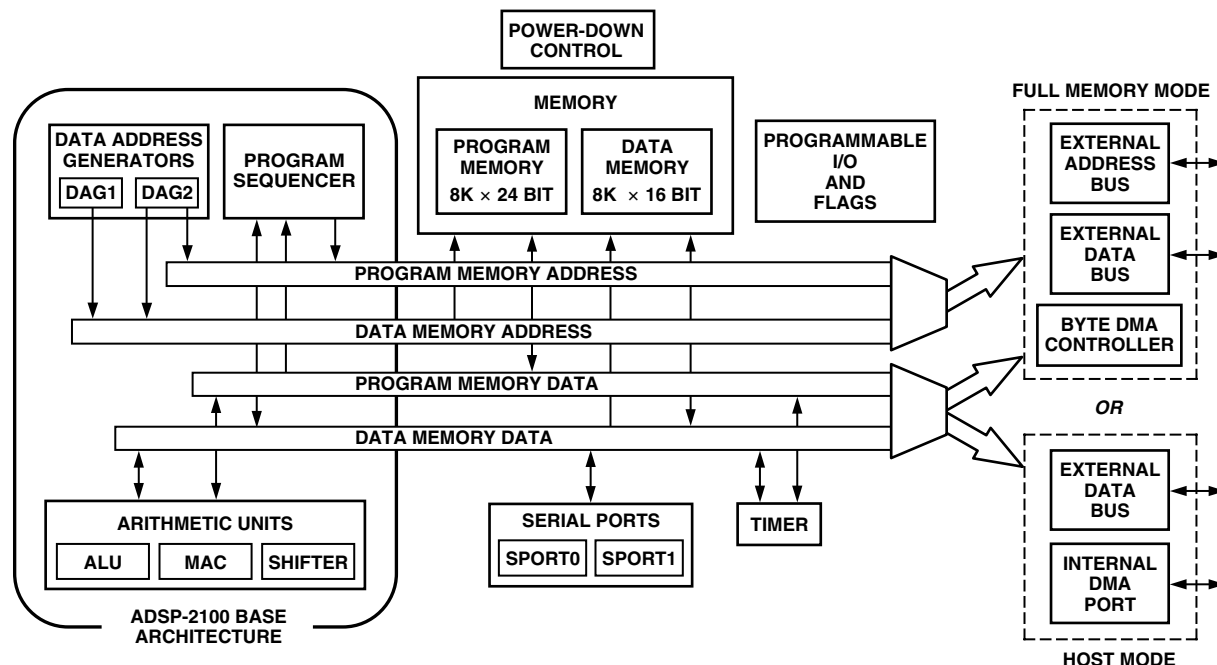 POWER-DOWN
CONTROL
MEMORY
PROGRAM
MEMORY
8K × 24 BIT
DATA
MEMORY
8K × 16 BIT
DATA ADDRESS
GENERATORS
DAG1
DAG2
PROGRAM
SEQUENCER
PROGRAMMABLE
I/O
AND
FLAGS
FULL MEMORY MODE
EXTERNAL
ADDRESS
BUS
EXTERNAL
DATA
BUS
BYTE DMA
CONTROLLER
PROGRAM MEMORY ADDRESS
DATA MEMORY ADDRESS
PROGRAM MEMORY DATA
DATA MEMORY DATA
OR
ARITHMETIC UNITS
ALU
MAC
SHIFTER
SERIAL PORTS
SPORT0
SPORT1
TIMER
EXTERNAL
DATA
BUS
INTERNAL
DMA
PORT
ADSP-2100 BASE
ARCHITECTURE
HOST MODE